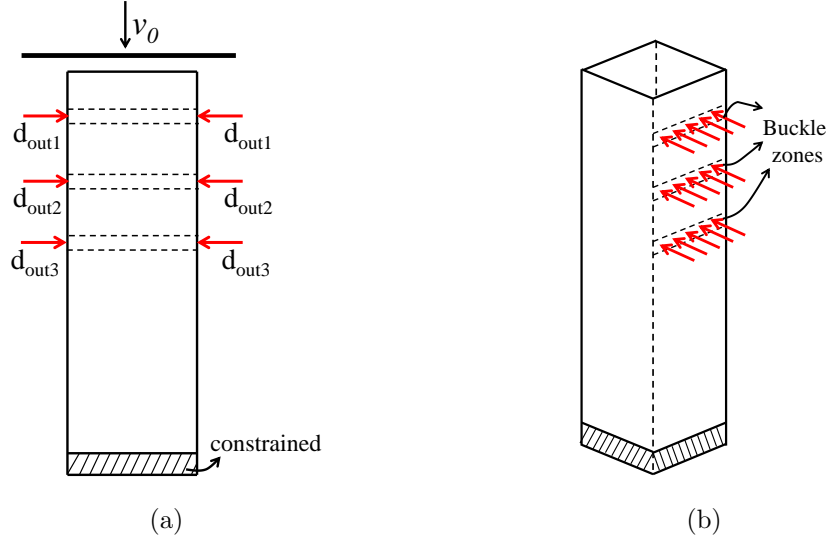 v0
dout1 dout1
dout2 dout2
dout3 dout3
constrained
(a)
Buckle
zones
(b)